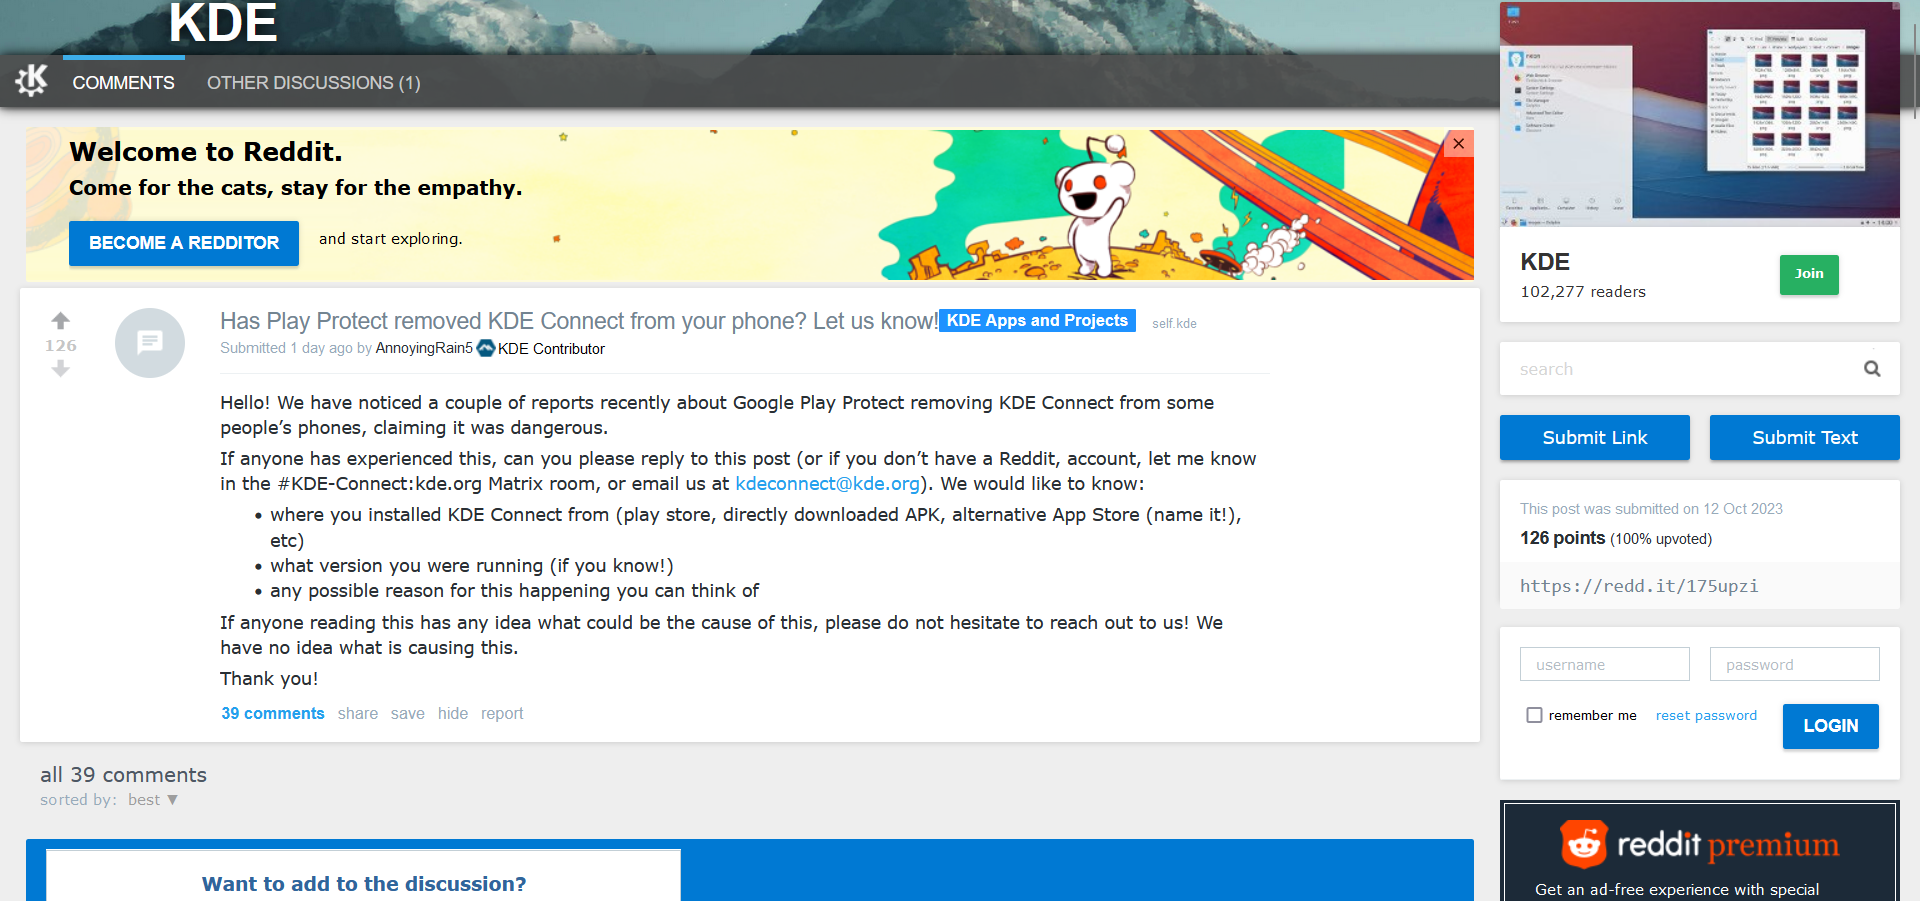 KDE
COMMENTS
OTHER DISCUSSIONS (1)
Welcome to Reddit.
Come for the cats, stay for the empathy.
BECOME A REDDITOR
and start exploring.
×
126
Has Play Protect removed KDE Connect from your phone? Let us know! KDE Apps and Projects self.kde
Submitted 1 day ago by AnnoyingRain5 KDE Contributor
Hello! We have noticed a couple of reports recently about Google Play Protect removing KDE Connect from some
people’s phones, claiming it was dangerous.
If anyone has experienced this, can you please reply to this post (or if you don’t have a Reddit, account, let me know
in the #KDE-Connect:kde.org Matrix room, or email us at kdeconnect@kde.org). We would like to know:
• where you installed KDE Connect from (play store, directly downloaded APK, alternative App Store (name it!),
etc)
• what version you were running (if you know!)
• any possible reason for this happening you can think of
If anyone reading this has any idea what could be the cause of this, please do not hesitate to reach out to us! We
have no idea what is causing this.
Thank you!
39 comments share save hide report
all 39 comments
sorted by: best ▼
Want to add to the discussion?
KDE
102,277 readers
Join
search
Submit Link
Submit Text
This post was submitted on 12 Oct 2023
126 points (100% upvoted)
https://redd.it/175upzi
username
password
remember me
reset password
LOGIN
reddit premium
Get an ad-free experience with special